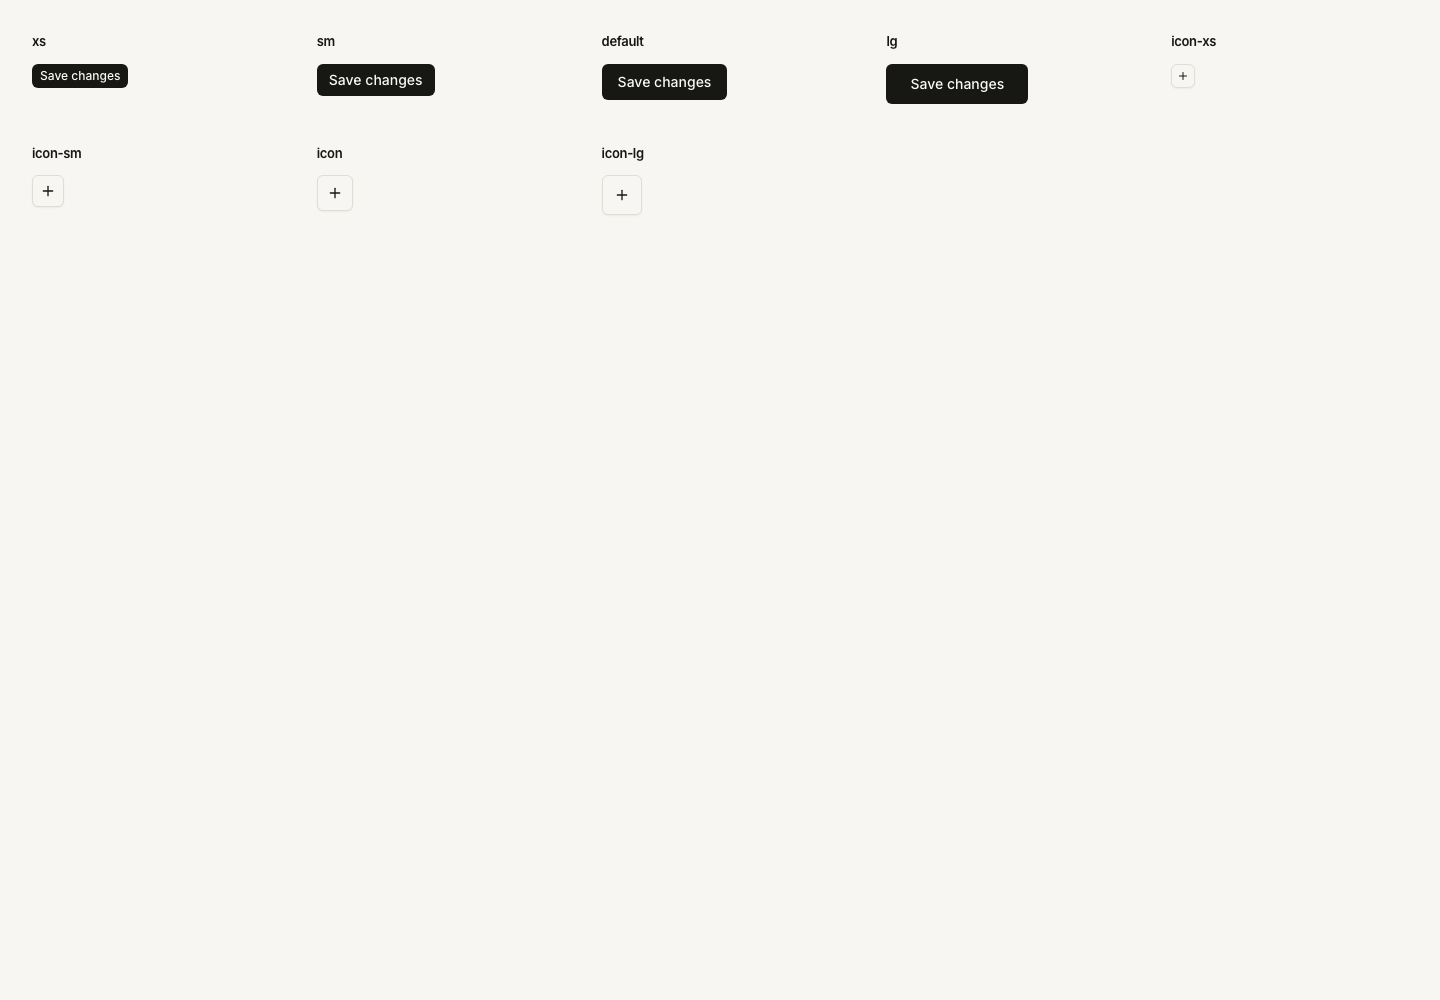 xs
Save changes
sm
Save changes
default
Save changes
lg
Save changes
icon-xs
icon-sm
icon
icon-lg